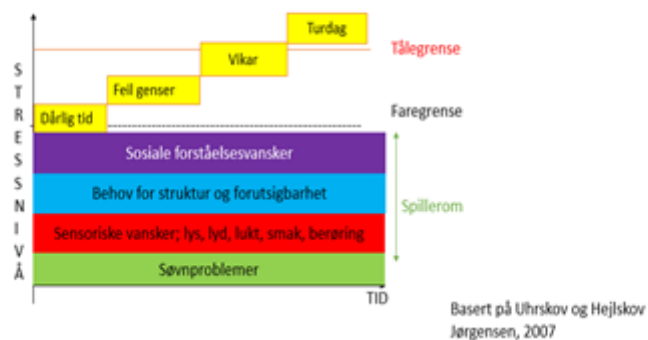 Turdag
Tålegrense
Vikar
Feil genser
Dårlig tid
Faregrense
STRESSNIVÅ
Sosiale forståelsesvansker
Behov for struktur og forutsigbarhet
Spillerom
Sensoriske vansker; lys, lyd, lukt, smak, berøring
Søvnproblemer
TID
Basert på Uhrskov og Hejlskov
Jørgensen, 2007